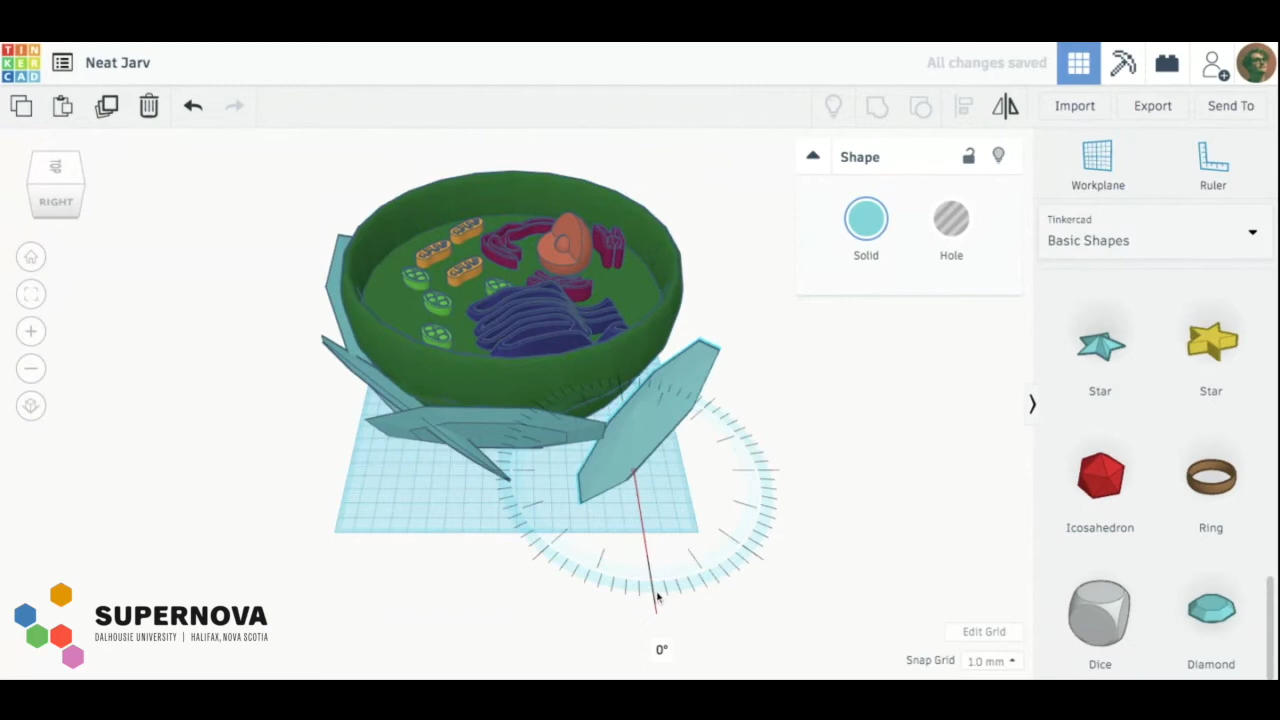 TIN
KER
CAD
Neat Jarv
All changes saved
Import
Export
Send To
TOP
RIGHT
Shape
Solid
Hole
Workplane
Ruler
Tinkercad
Basic Shapes
Star
Star
Icosahedron
Ring
Dice
Diamond
0°
Edit Grid
Snap Grid
1.0 mm
SUPERNOVA
DALHOUSIE UNIVERSITY | HALIFAX, NOVA SCOTIA